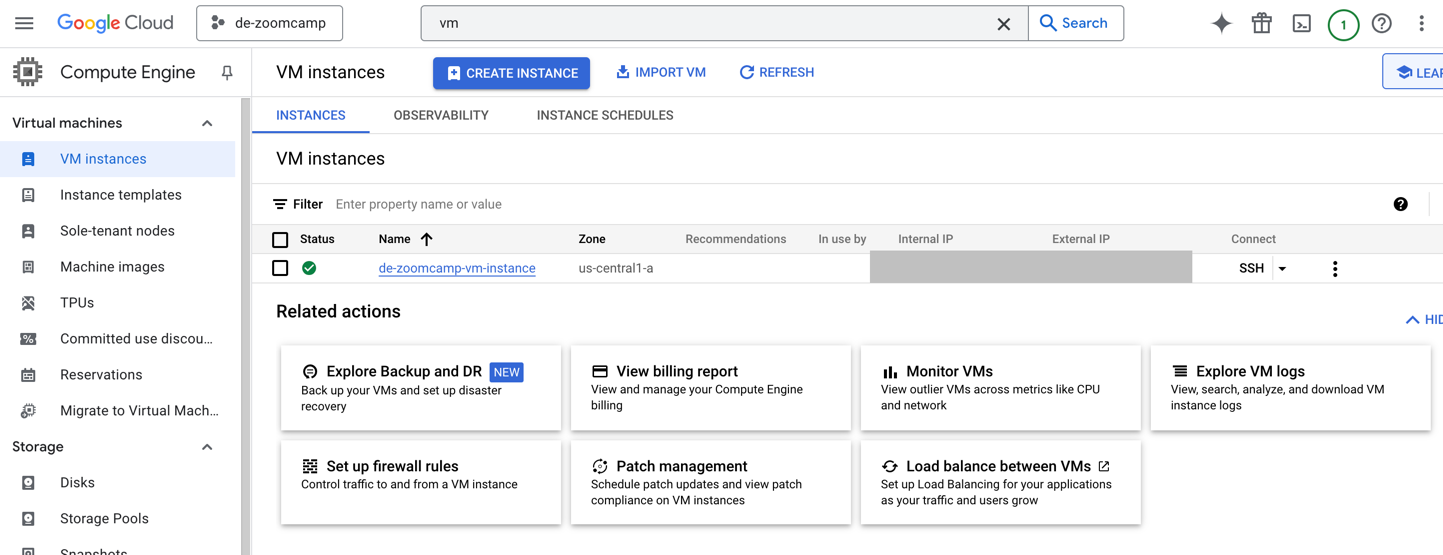 Google Cloud
de-zoomcamp
vm
Search
1
Compute Engine
VM instances
CREATE INSTANCE
IMPORT VM
REFRESH
LEAR
Virtual machines
VM instances
Instance templates
Sole-tenant nodes
Machine images
TPUs
Committed use discou...
Reservations
Migrate to Virtual Mach...
Storage
Disks
Storage Pools
Snapshots
INSTANCES
OBSERVABILITY
INSTANCE SCHEDULES
VM instances
Filter
Enter property name or value
Status
Name
Zone
Recommendations
In use by
Internal IP
External IP
Connect
de-zoomcamp-vm-instance
us-central1-a
SSH
Related actions
HID
Explore Backup and DR
NEW
Back up your VMs and set up disaster
recovery
View billing report
View and manage your Compute Engine
billing
Monitor VMs
View outlier VMs across metrics like CPU
and network
Explore VM logs
View, search, analyze, and download VM
instance logs
Set up firewall rules
Control traffic to and from a VM instance
Patch management
Schedule patch updates and view patch
compliance on VM instances
Load balance between VMs
Set up Load Balancing for your applications
as your traffic and users grow